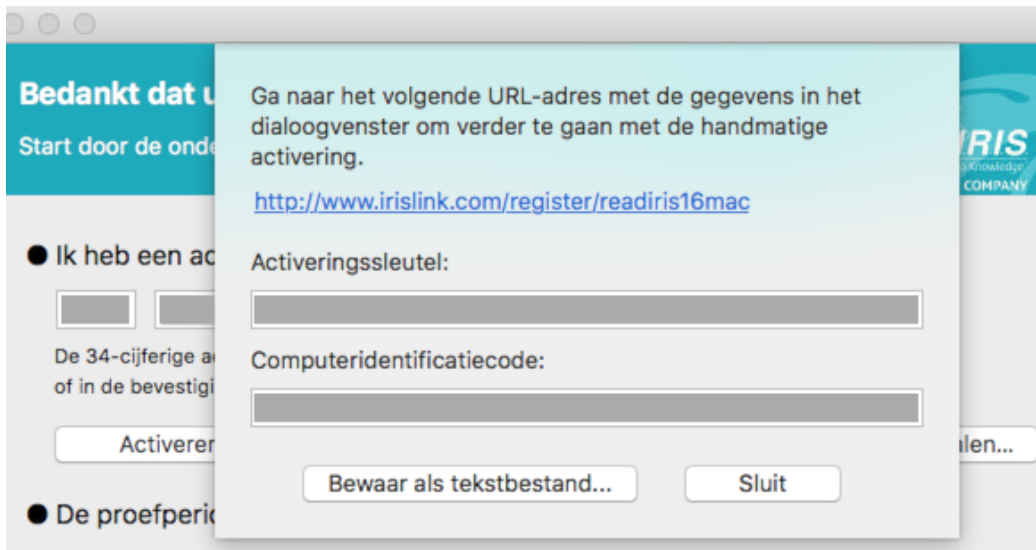 Bedankt dat u
Start door de onde
Ga naar het volgende URL-adres met de gegevens in het
dialoogvenster om verder te gaan met de handmatige
activering.
http://www.irislink.com/register/readiris16mac
IRIS
Knowledge
COMPANY
Ik heb een ac
De 34-cijferige a
of in de bevestigi
Activeren
Activeringssleutel:
Computeridentificatiecode:
Bewaar als tekstbestand...
Sluit
alen...
De proefperio